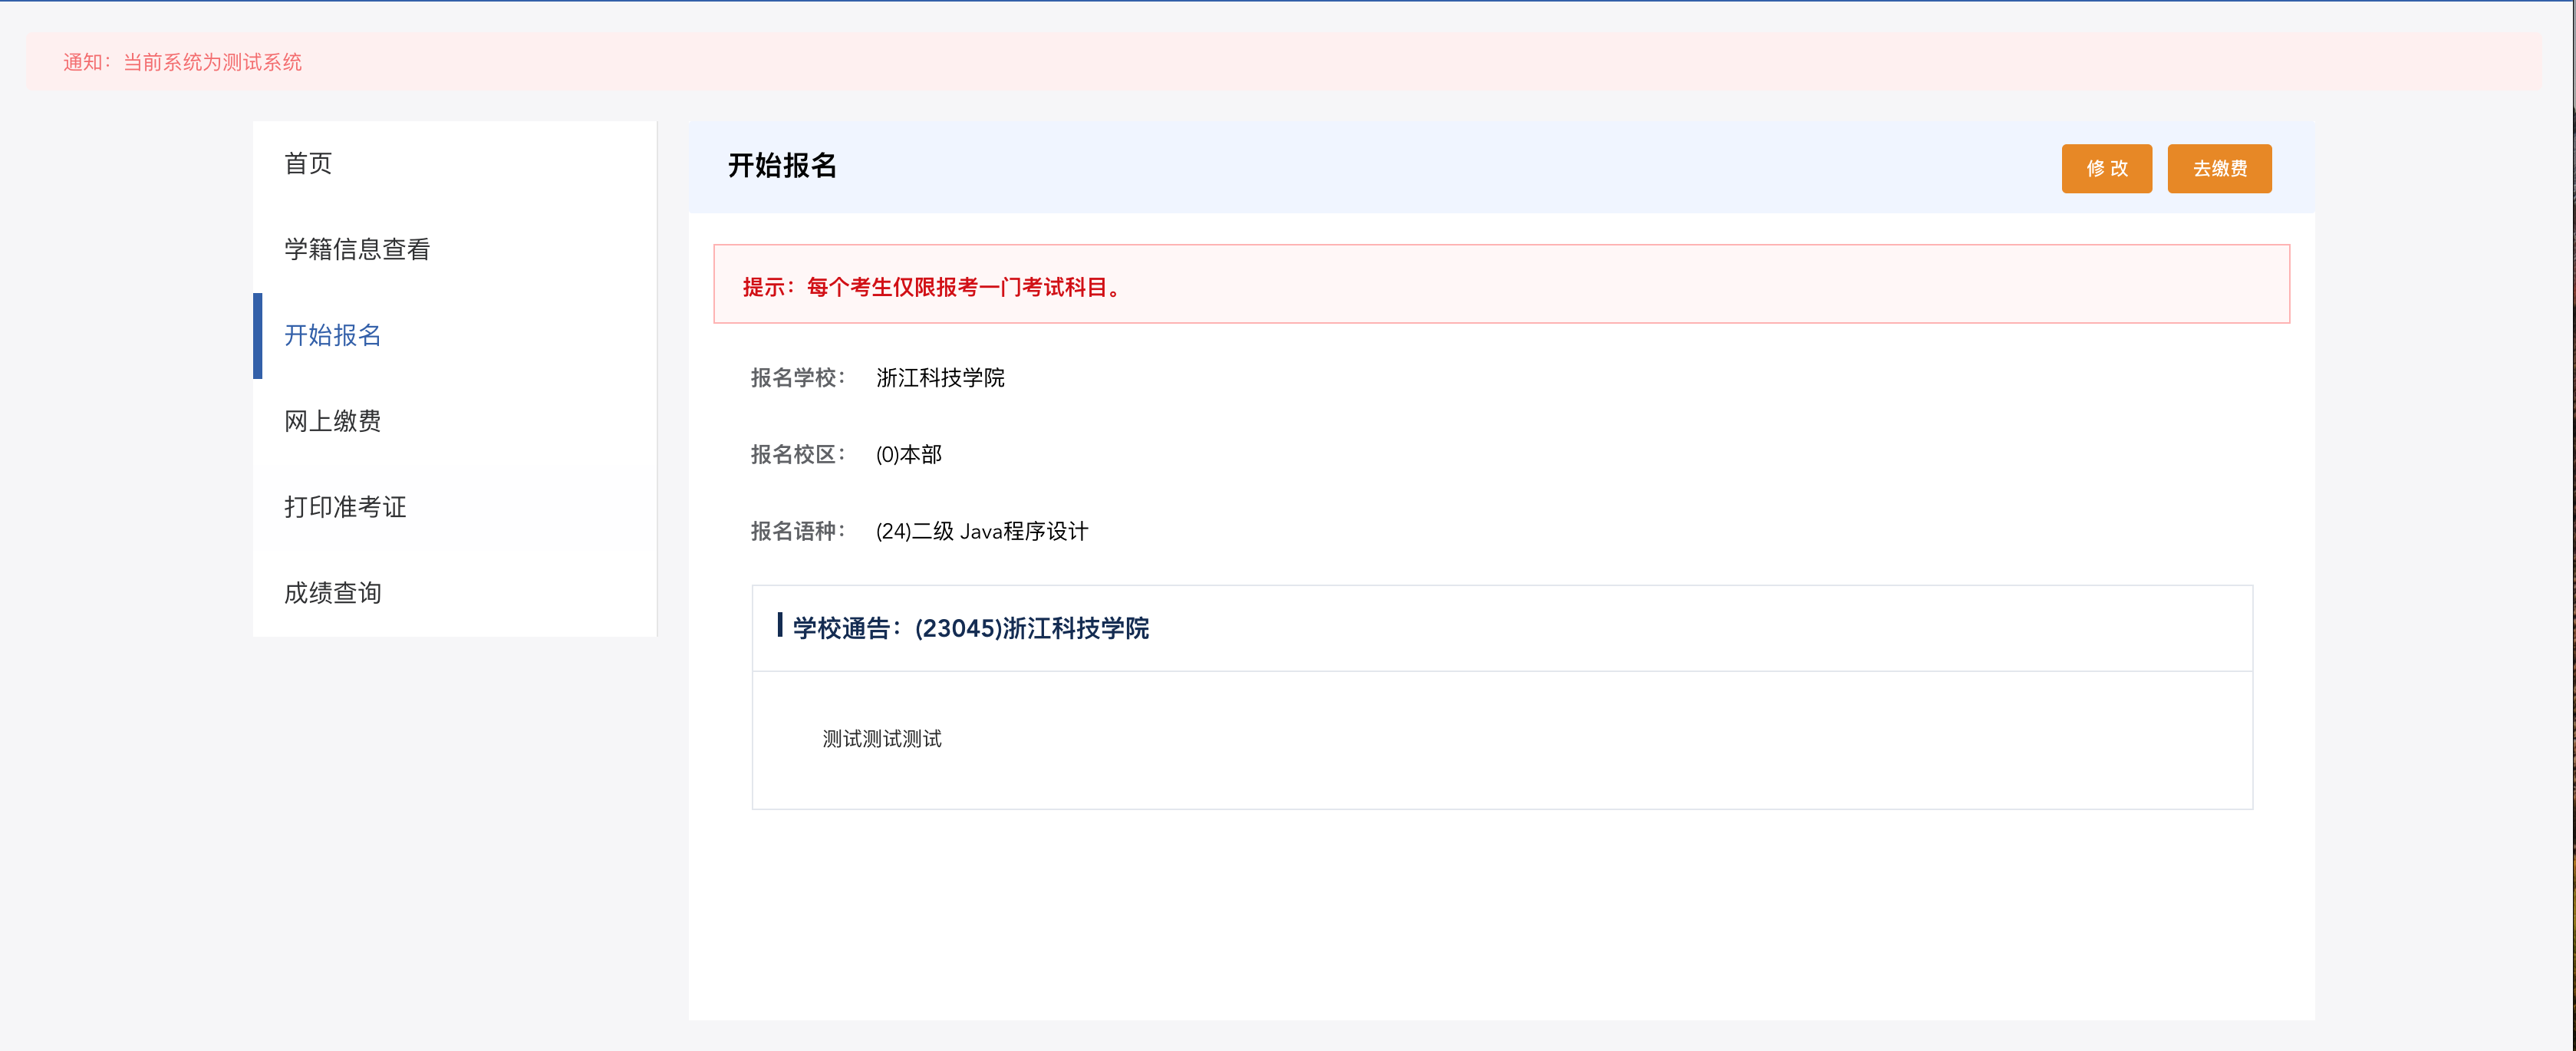 通知：当前系统为测试系统
首页
学籍信息查看
开始报名
网上缴费
打印准考证
成绩查询
开始报名
修 改
去缴费
提示：每个考生仅限报考一门考试科目。
报名学校： 浙江科技学院
报名校区： (0)本部
报名语种： (24)二级 Java程序设计
学校通告：(23045)浙江科技学院
测试测试测试